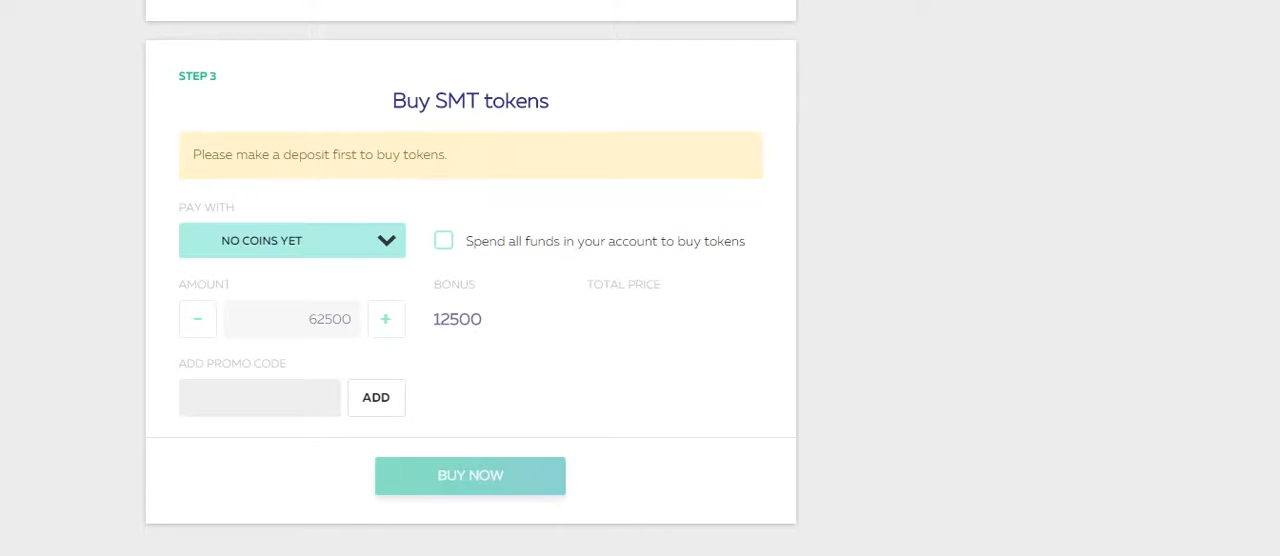 STEP 3
Buy SMT tokens
Please make a deposit first to buy tokens.
PAY WITH
NO COINS YET
Spend all funds in your account to buy tokens
AMOUNT
BONUS
TOTAL PRICE
-
62500
+
12500
ADD PROMO CODE
ADD
BUY NOW